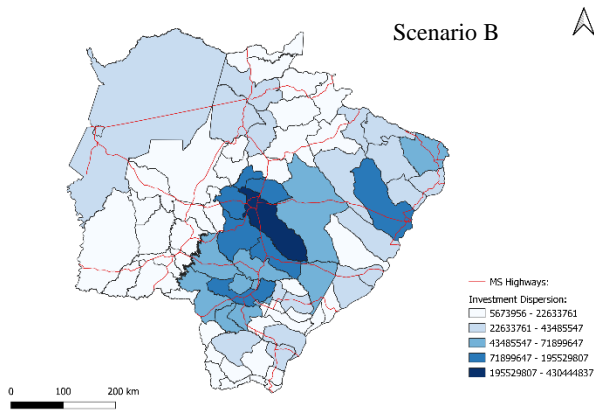 Scenario B
MS Highways:
Investment Dispersion:
5673956 - 22633761
22633761 - 43485547
43485547 - 71899647
71899647 - 195529807
195529807 - 430444837
0 100 200 km